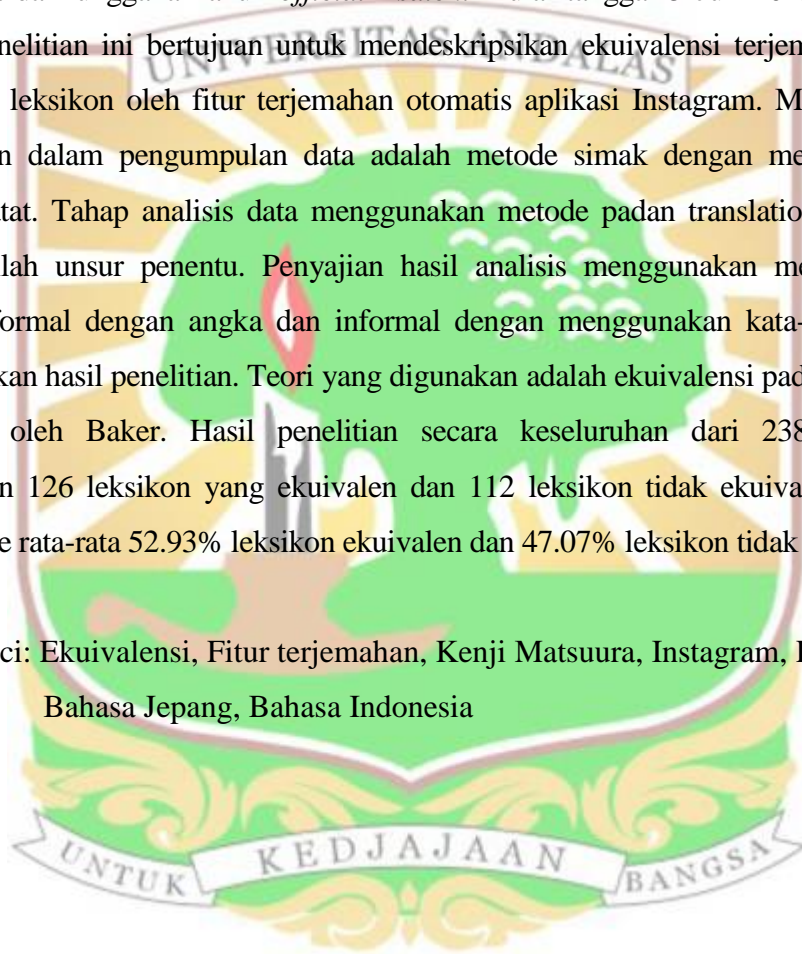 UNIVERSITAS ANDALAS
nelitian ini bertujuan untuk mendeskripsikan ekuivalensi terjem
leksikon oleh fitur terjemahan otomatis aplikasi Instagram. M
n dalam pengumpulan data adalah metode simak dengan me
tat. Tahap analisis data menggunakan metode padan translatio
lah unsur penentu. Penyajian hasil analisis menggunakan me
formal dengan angka dan informal dengan menggunakan kata-
kan hasil penelitian. Teori yang digunakan adalah ekuivalensi pad
oleh Baker. Hasil penelitian secara keseluruhan dari 238
n 126 leksikon yang ekuivalen dan 112 leksikon tidak ekuiva
e rata-rata 52.93% leksikon ekuivalen dan 47.07% leksikon tidak
ci: Ekuivalensi, Fitur terjemahan, Kenji Matsuura, Instagram,
Bahasa Jepang, Bahasa Indonesia
UNTUK KEDJAJAAN BANGSA